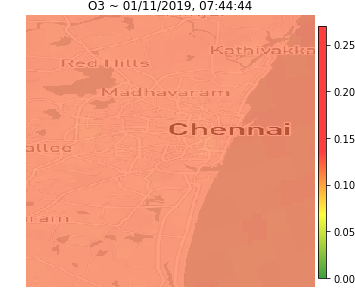 O3 ~ 01/11/2019, 07:44:44
Kathivakka
Red Hills
Madhavaram
Chennai
allee
ram
0.25
0.20
0.15
0.10
0.05
0.00